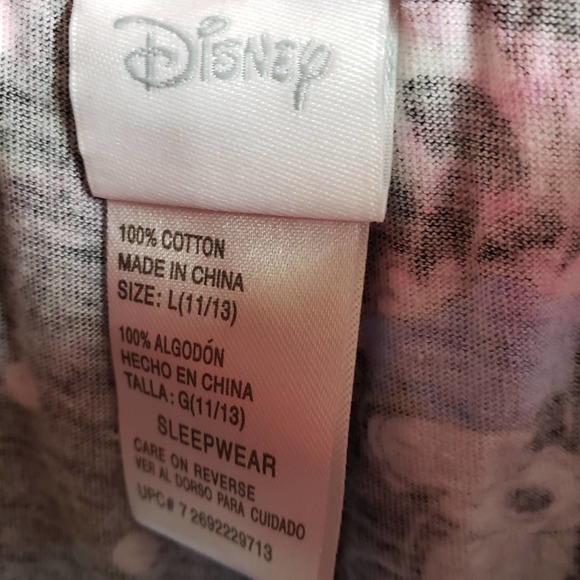 Disney
100% COTTON
MADE IN CHINA
SIZE: L(11/13)
100% ALGODÓN
HECHO EN CHINA
TALLA: G(11/13)
SLEEPWEAR
CARE ON REVERSE
VER AL DORSO PARA CUIDADO
UPC# 7 2692229713